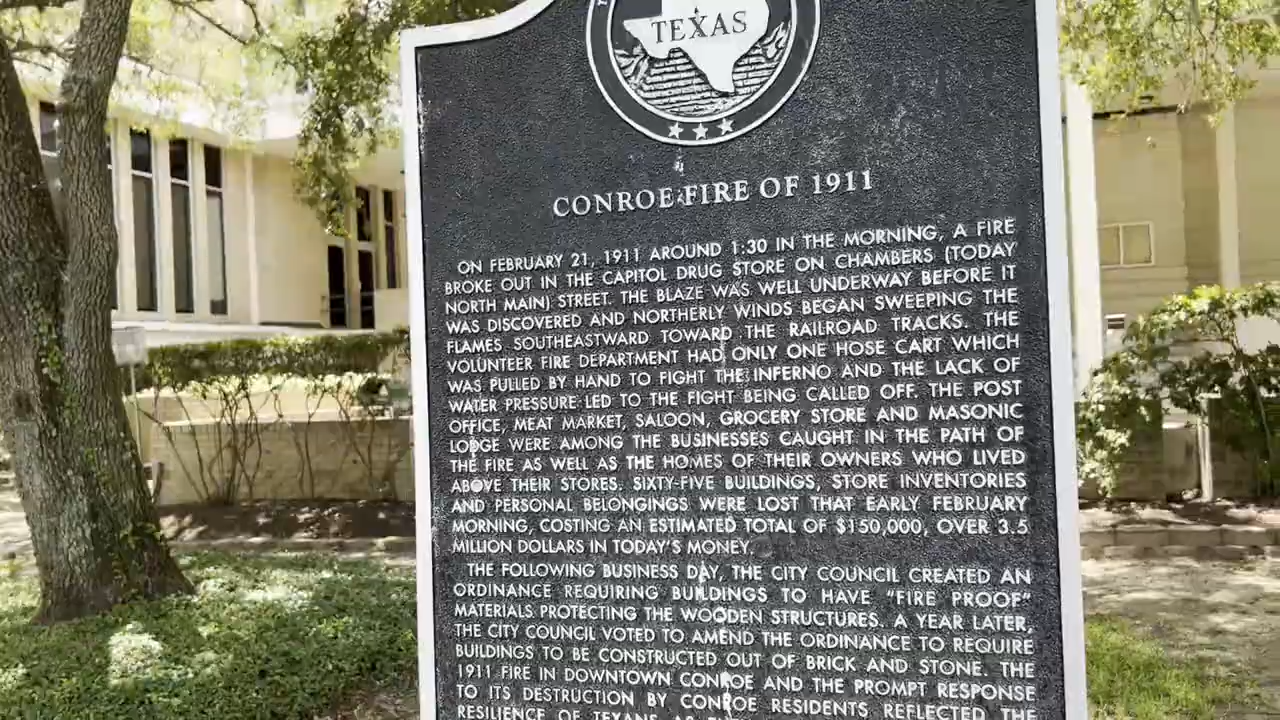 TEXAS
CONROE FIRE OF 1911
ON FEBRUARY 21, 1911 AROUND 1:30 IN THE MORNING, A FIRE
BROKE OUT IN THE CAPITOL DRUG STORE ON CHAMBERS (TODAY
NORTH MAIN) STREET. THE BLAZE WAS WELL UNDERWAY BEFORE IT
WAS DISCOVERED AND NORTHERLY WINDS BEGAN SWEEPING THE
FLAMES SOUTHEASTWARD TOWARD THE RAILROAD TRACKS. THE
VOLUNTEER FIRE DEPARTMENT HAD ONLY ONE HOSE CART WHICH
WAS PULLED BY HAND TO FIGHT THE INFERNO AND THE LACK OF
WATER PRESSURE LED TO THE FIGHT BEING CALLED OFF. THE POST
OFFICE, MEAT MARKET, SALOON, GROCERY STORE AND MASONIC
LODGE WERE AMONG THE BUSINESSES CAUGHT IN THE PATH OF
THE FIRE AS WELL AS THE HOMES OF THEIR OWNERS WHO LIVED
ABOVE THEIR STORES. SIXTY-FIVE BUILDINGS, STORE INVENTORIES
AND PERSONAL BELONGINGS WERE LOST THAT EARLY FEBRUARY
MORNING, COSTING AN ESTIMATED TOTAL OF $150,000, OVER 3.5
MILLION DOLLARS IN TODAY'S MONEY.
THE FOLLOWING BUSINESS DAY, THE CITY COUNCIL CREATED AN
ORDINANCE REQUIRING BUILDINGS TO HAVE "FIRE PROOF"
MATERIALS PROTECTING THE WOODEN STRUCTURES. A YEAR LATER,
THE CITY COUNCIL VOTED TO AMEND THE ORDINANCE TO REQUIRE
BUILDINGS TO BE CONSTRUCTED OUT OF BRICK AND STONE. THE
1911 FIRE IN DOWNTOWN CONROE AND THE PROMPT RESPONSE
TO ITS DESTRUCTION BY CONROE RESIDENTS REFLECTED THE
RESILIENCE OF TEXANS AS